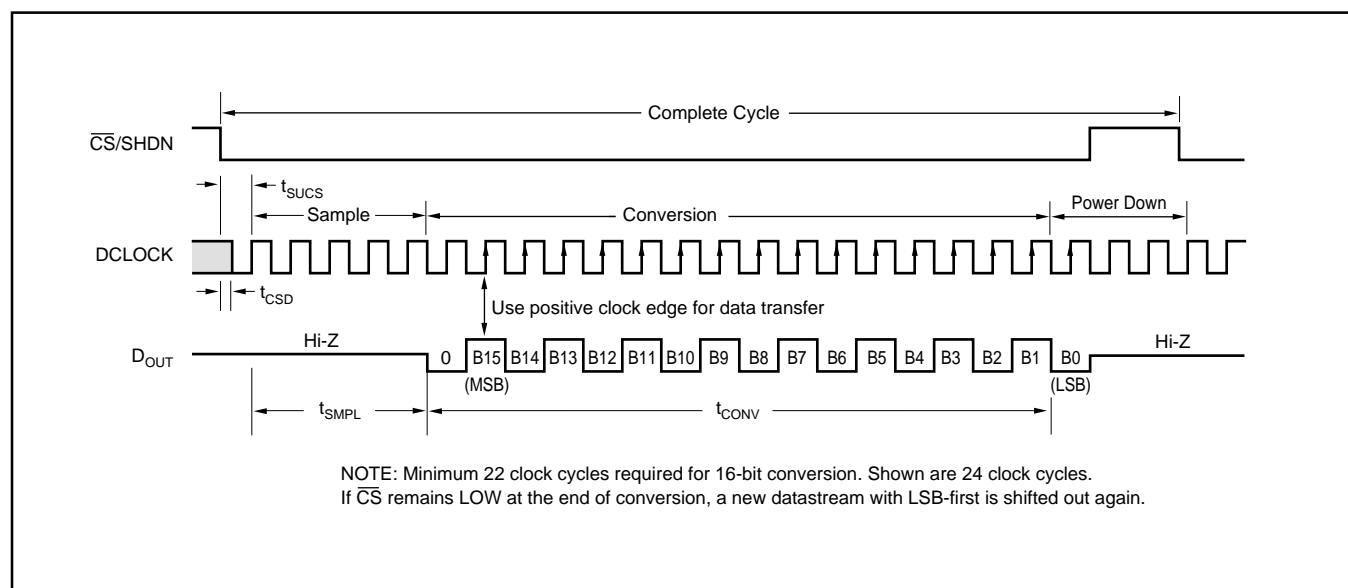 Complete Cycle
C̅S̅/SHDN
tSUCS
Sample
Conversion
Power Down
DCLOCK
tCSD
Use positive clock edge for data transfer
Hi-Z
Hi-Z
DOUT
0 B15 B14 B13 B12 B11 B10 B9 B8 B7 B6 B5 B4 B3 B2 B1 B0
(MSB)
(LSB)
tSMPL
tCONV
NOTE: Minimum 22 clock cycles required for 16-bit conversion. Shown are 24 clock cycles.
If C̅S̅ remains LOW at the end of conversion, a new datastream with LSB-first is shifted out again.